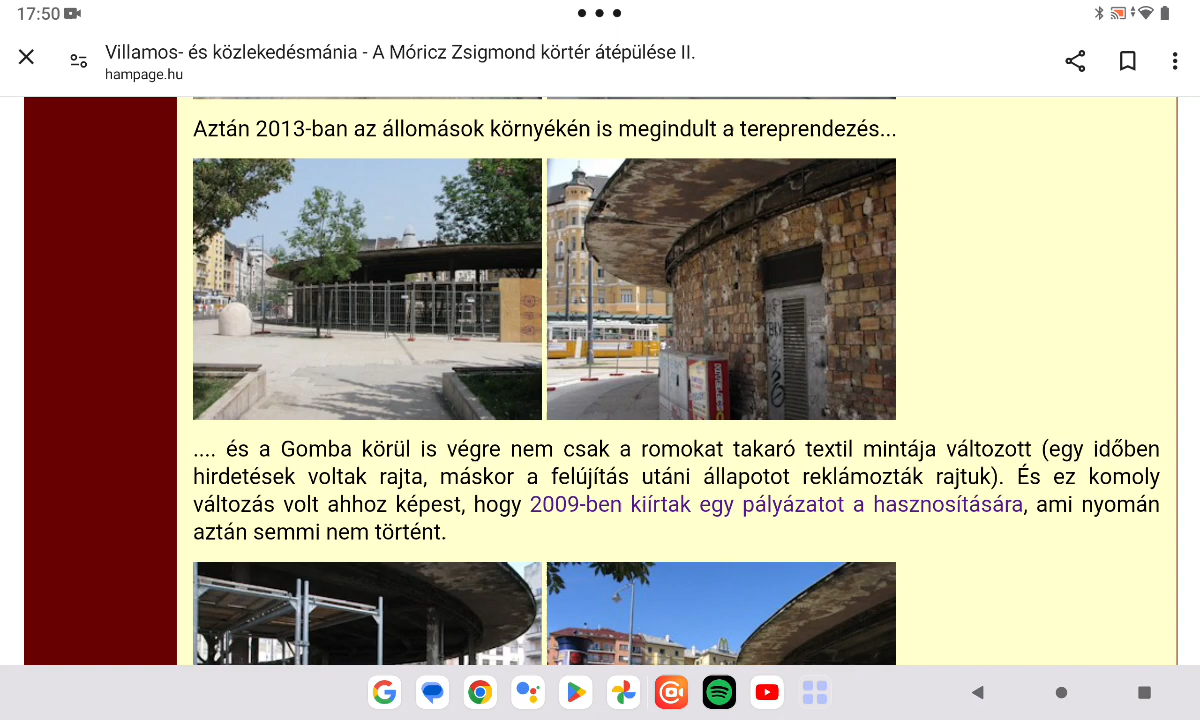 17:50
Villamos- és közlekedésmánia - A Móricz Zsigmond körtér átépülése II.
hampage.hu
Aztán 2013-ban az állomások környékén is megindult a tereprendezés...
.... és a Gomba körül is végre nem csak a romokat takaró textil mintája változott (egy időben
hirdetések voltak rajta, máskor a felújítás utáni állapotot reklámozták rajtuk). És ez komoly
változás volt ahhoz képest, hogy 2009-ben kiírtak egy pályázatot a hasznosítására, ami nyomán
aztán semmi nem történt.